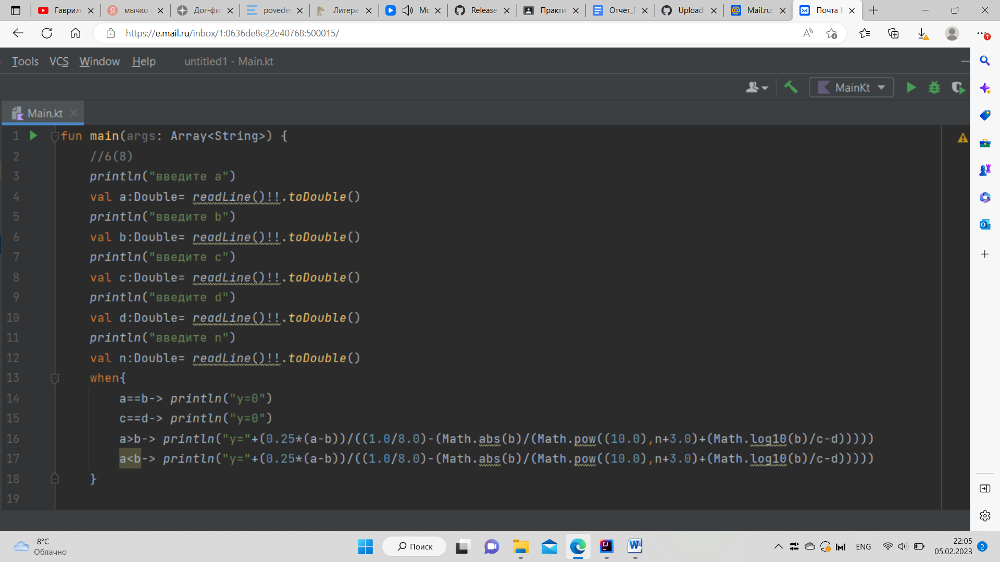 Гаврил
мычко
Дог-фи
poveden
Литера
Мо
Release
Практи
Отчёт_П
Upload
Mail.ru:
Почта М
https://e.mail.ru/inbox/1:0636de8e22e40768:500015/
Tools VCS Window Help untitled1 - Main.kt
MainKt
Main.kt
1 fun main(args: Array<String>) {
2 //6(8)
3 println("введите a")
4 val a:Double= readLine()!!.toDouble()
5 println("введите b")
6 val b:Double= readLine()!!.toDouble()
7 println("введите c")
8 val c:Double= readLine()!!.toDouble()
9 println("введите d")
10 val d:Double= readLine()!!.toDouble()
11 println("введите n")
12 val n:Double= readLine()!!.toDouble()
13 when{
14 a==b-> println("y=0")
15 c==d-> println("y=0")
16 a>b-> println("y="+(0.25*(a-b))/((1.0/8.0)-(Math.abs(b)/(Math.pow((10.0),n+3.0)+(Math.log10(b)/c-d)))))
17 a<b-> println("y="+(0.25*(a-b))/((1.0/8.0)-(Math.abs(b)/(Math.pow((10.0),n+3.0)+(Math.log10(b)/c-d)))))
18 }
19
-8°C
Облачно
Поиск
ENG
22:05
05.02.2023
2